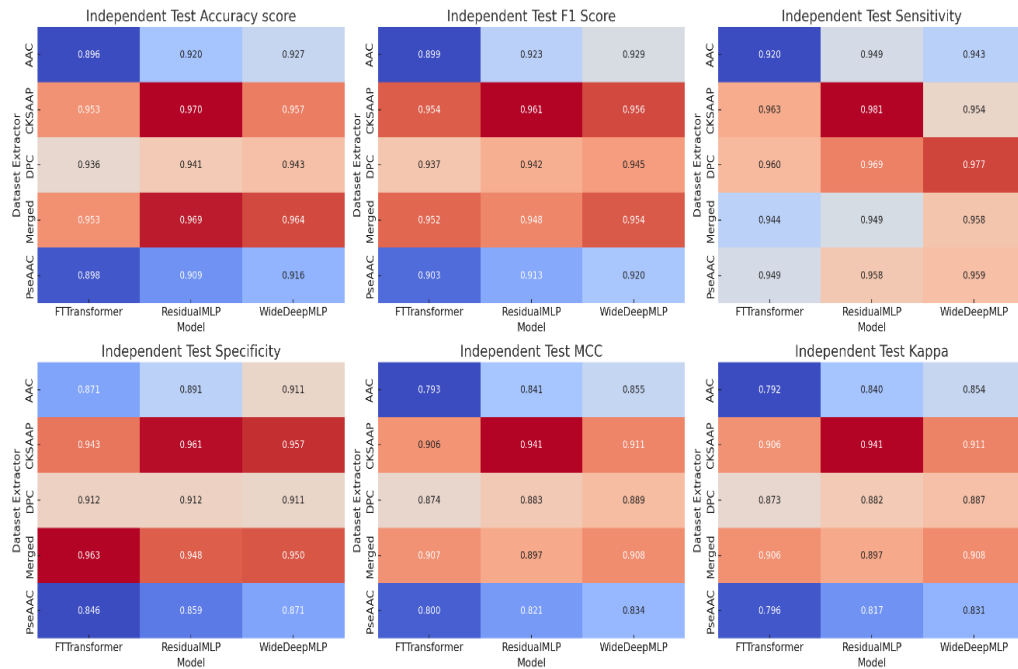 Independent Test Accuracy score
Dataset Extractor
AAC 0.896 0.920 0.927
CKSAAP 0.953 0.970 0.957
DPC 0.936 0.941 0.943
Merged 0.953 0.969 0.964
PseAAC 0.898 0.909 0.916
FTTransformer ResidualMLP WideDeepMLP
Model
Independent Test F1 Score
Dataset Extractor
AAC 0.899 0.923 0.929
CKSAAP 0.954 0.961 0.956
DPC 0.937 0.942 0.945
Merged 0.952 0.948 0.954
PseAAC 0.903 0.913 0.920
FTTransformer ResidualMLP WideDeepMLP
Model
Independent Test Sensitivity
Dataset Extractor
AAC 0.920 0.949 0.943
CKSAAP 0.963 0.981 0.954
DPC 0.960 0.969 0.977
Merged 0.944 0.949 0.958
PseAAC 0.949 0.958 0.959
FTTransformer ResidualMLP WideDeepMLP
Model
Independent Test Specificity
Dataset Extractor
AAC 0.871 0.891 0.911
CKSAAP 0.943 0.961 0.957
DPC 0.912 0.912 0.911
Merged 0.963 0.948 0.950
PseAAC 0.846 0.859 0.871
FTTransformer ResidualMLP WideDeepMLP
Model
Independent Test MCC
Dataset Extractor
AAC 0.793 0.841 0.855
CKSAAP 0.906 0.941 0.911
DPC 0.874 0.883 0.889
Merged 0.907 0.897 0.908
PseAAC 0.800 0.821 0.834
FTTransformer ResidualMLP WideDeepMLP
Model
Independent Test Kappa
Dataset Extractor
AAC 0.792 0.840 0.854
CKSAAP 0.906 0.941 0.911
DPC 0.873 0.882 0.887
Merged 0.906 0.897 0.908
PseAAC 0.796 0.817 0.831
FTTransformer ResidualMLP WideDeepMLP
Model